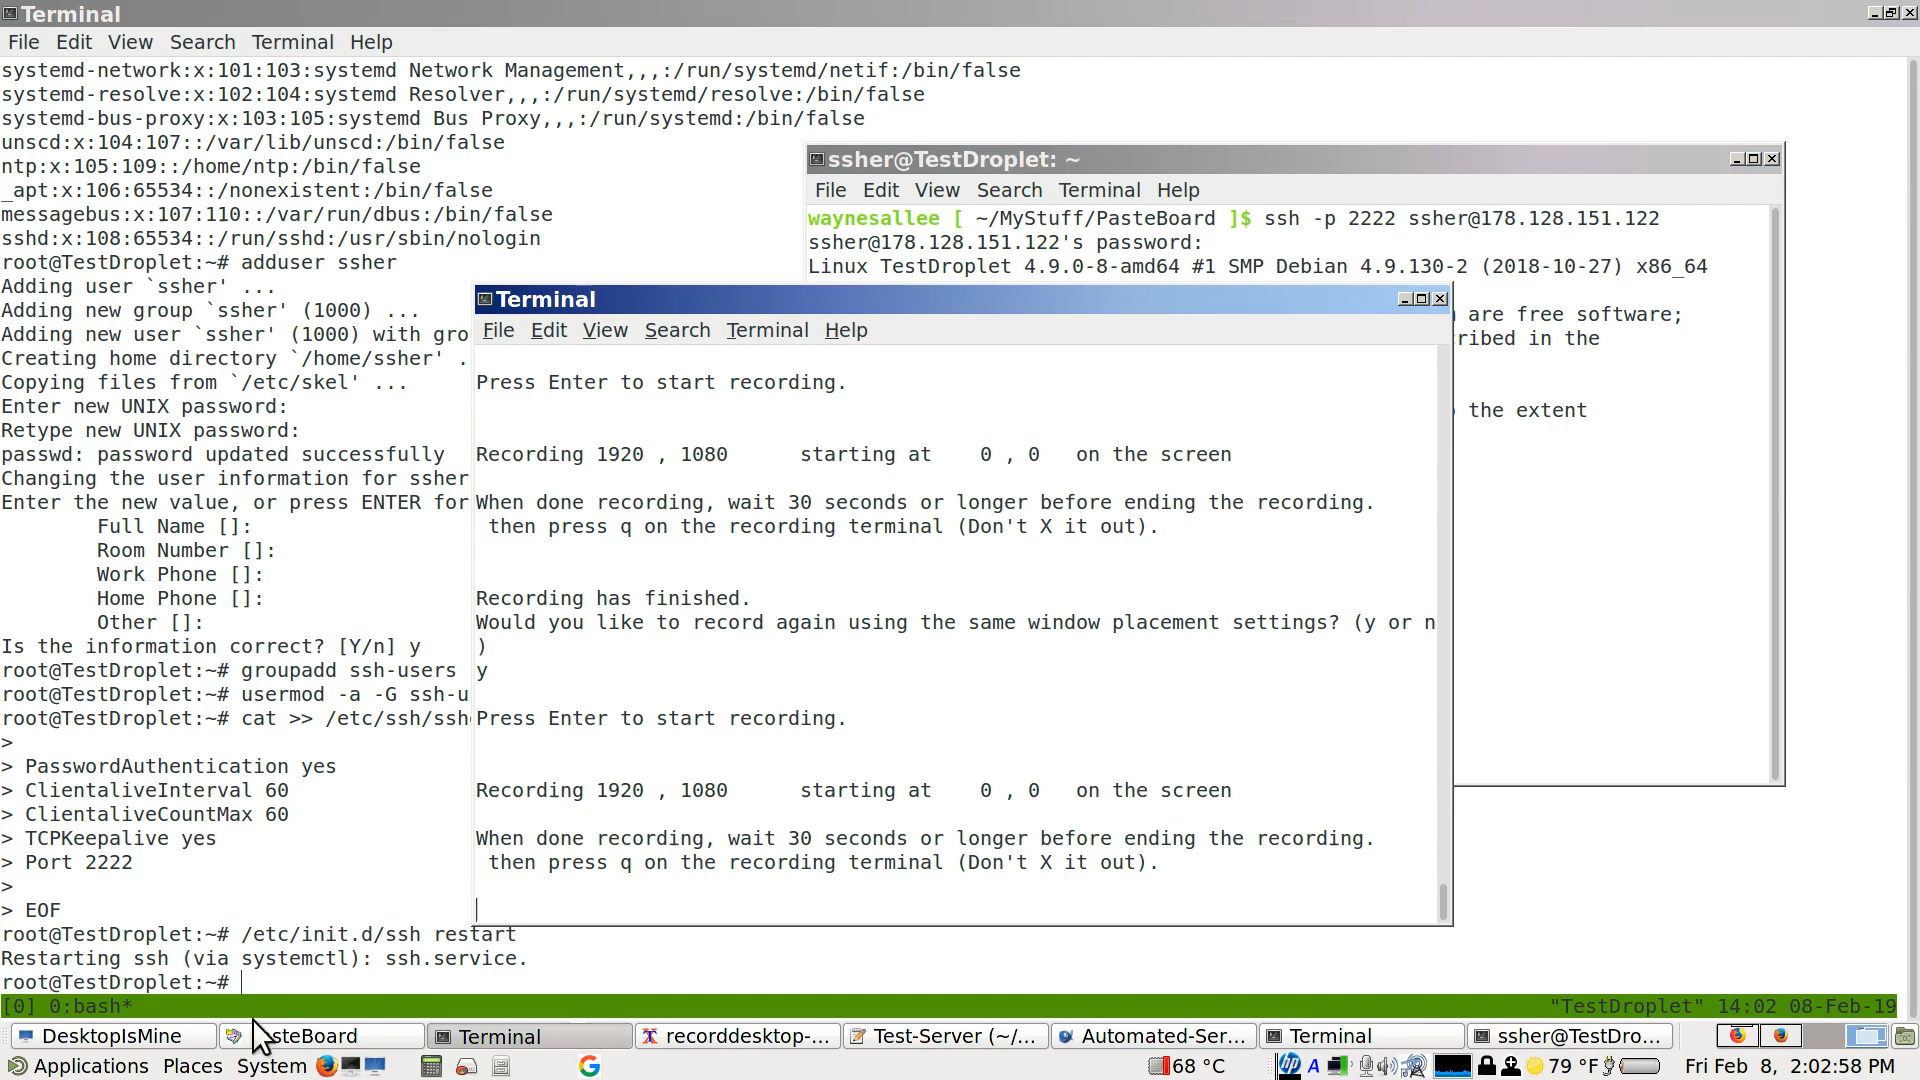 Terminal
File Edit View Search Terminal Help
systemd-network:x:101:103:systemd Network Management,,,:/run/systemd/netif:/bin/false
systemd-resolve:x:102:104:systemd Resolver,,,:/run/systemd/resolve:/bin/false
systemd-bus-proxy:x:103:105:systemd Bus Proxy,,,:/run/systemd:/bin/false
unscd:x:104:107::/var/lib/unscd:/bin/false
ntp:x:105:109::/home/ntp:/bin/false
_apt:x:106:65534::/nonexistent:/bin/false
messagebus:x:107:110::/var/run/dbus:/bin/false
sshd:x:108:65534::/run/sshd:/usr/sbin/nologin
root@TestDroplet:~# adduser ssher
Adding user `ssher' ...
Adding new group `ssher' (1000) ...
Adding new user `ssher' (1000) with gro
Creating home directory `/home/ssher' .
Copying files from `/etc/skel' ...
Enter new UNIX password:
Retype new UNIX password:
passwd: password updated successfully
Changing the user information for ssher
Enter the new value, or press ENTER for
Full Name []:
Room Number []:
Work Phone []:
Home Phone []:
Other []:
Is the information correct? [Y/n] y
root@TestDroplet:~# groupadd ssh-users
root@TestDroplet:~# usermod -a -G ssh-u
root@TestDroplet:~# cat >> /etc/ssh/ssh
>
> PasswordAuthentication yes
> ClientaliveInterval 60
> ClientaliveCountMax 60
> TCPKeepalive yes
> Port 2222
>
> EOF
root@TestDroplet:~# /etc/init.d/ssh restart
Restarting ssh (via systemctl): ssh.service.
root@TestDroplet:~#
[0] 0:bash* "TestDroplet" 14:02 08-Feb-19
ssher@TestDroplet: ~
File Edit View Search Terminal Help
waynesallee [ ~/MyStuff/PasteBoard ]$ ssh -p 2222 ssher@178.128.151.122
ssher@178.128.151.122's password:
Linux TestDroplet 4.9.0-8-amd64 #1 SMP Debian 4.9.130-2 (2018-10-27) x86_64
are free software;
ribed in the
the extent
Terminal
File Edit View Search Terminal Help
Press Enter to start recording.
Recording 1920 , 1080 starting at 0 , 0 on the screen
When done recording, wait 30 seconds or longer before ending the recording.
then press q on the recording terminal (Don't X it out).
Recording has finished.
Would you like to record again using the same window placement settings? (y or n
)
y
Press Enter to start recording.
Recording 1920 , 1080 starting at 0 , 0 on the screen
When done recording, wait 30 seconds or longer before ending the recording.
then press q on the recording terminal (Don't X it out).
DesktopIsMine steBoard Terminal recorddesktop-... Test-Server (~/... Automated-Ser... Terminal ssher@TestDro...
Applications Places System 68 °C 79 °F Fri Feb 8, 2:02:58 PM